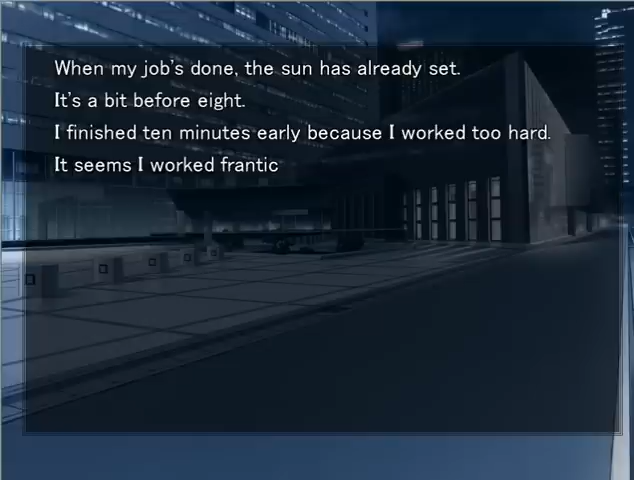 When my job's done, the sun has already set.
It's a bit before eight.
I finished ten minutes early because I worked too hard.
It seems I worked frantic